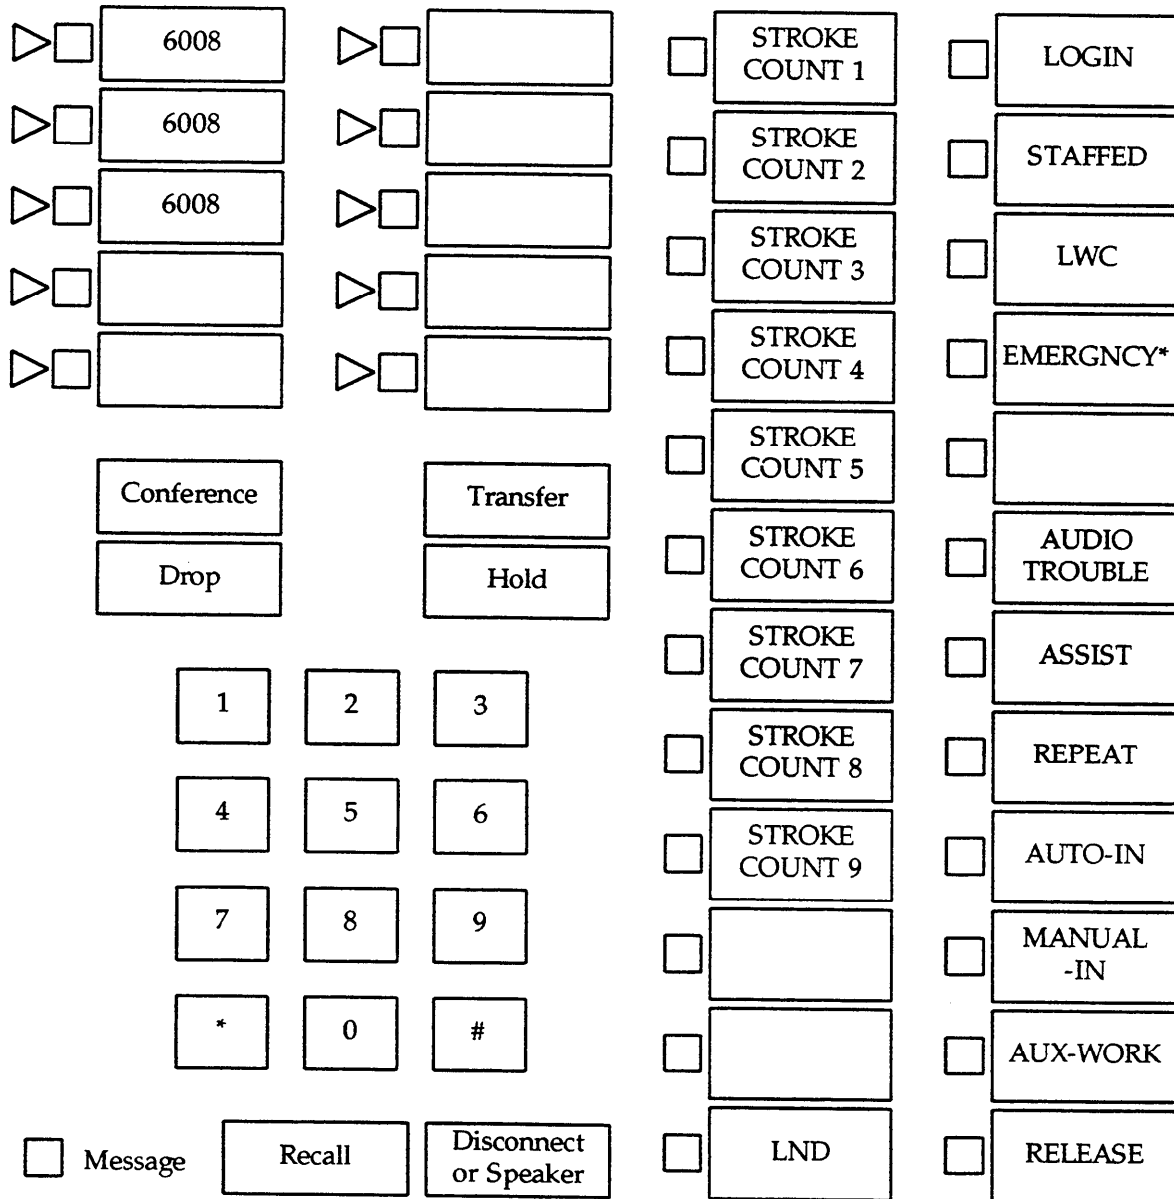 6008
6008
6008
Conference
Transfer
Drop
Hold
1 2 3
4 5 6
7 8 9
* 0 #
Message
Recall
Disconnect
or Speaker
STROKE
COUNT 1
STROKE
COUNT 2
STROKE
COUNT 3
STROKE
COUNT 4
STROKE
COUNT 5
STROKE
COUNT 6
STROKE
COUNT 7
STROKE
COUNT 8
STROKE
COUNT 9
LND
LOGIN
STAFFED
LWC
EMERGNCY*
AUDIO
TROUBLE
ASSIST
REPEAT
AUTO-IN
MANUAL
-IN
AUX-WORK
RELEASE